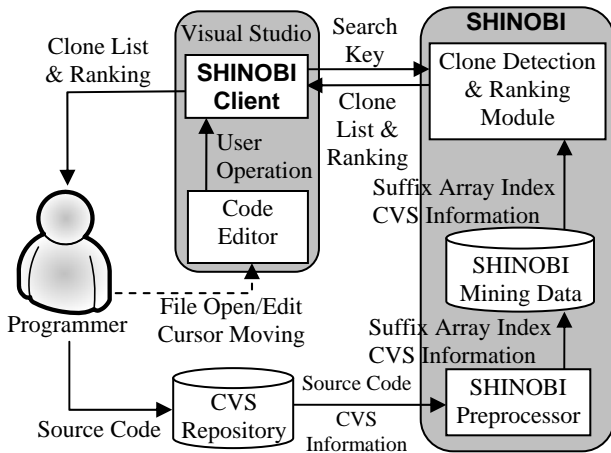 Clone List
& Ranking
Visual Studio
SHINOBI
Client
User
Operation
Code
Editor
Search
Key
Clone
List &
Ranking
SHINOBI
Clone Detection
& Ranking
Module
Suffix Array Index
CVS Information
SHINOBI
Mining Data
Suffix Array Index
CVS Information
SHINOBI
Preprocessor
Programmer
File Open/Edit
Cursor Moving
Source Code
CVS
Repository
Source Code
CVS
Information